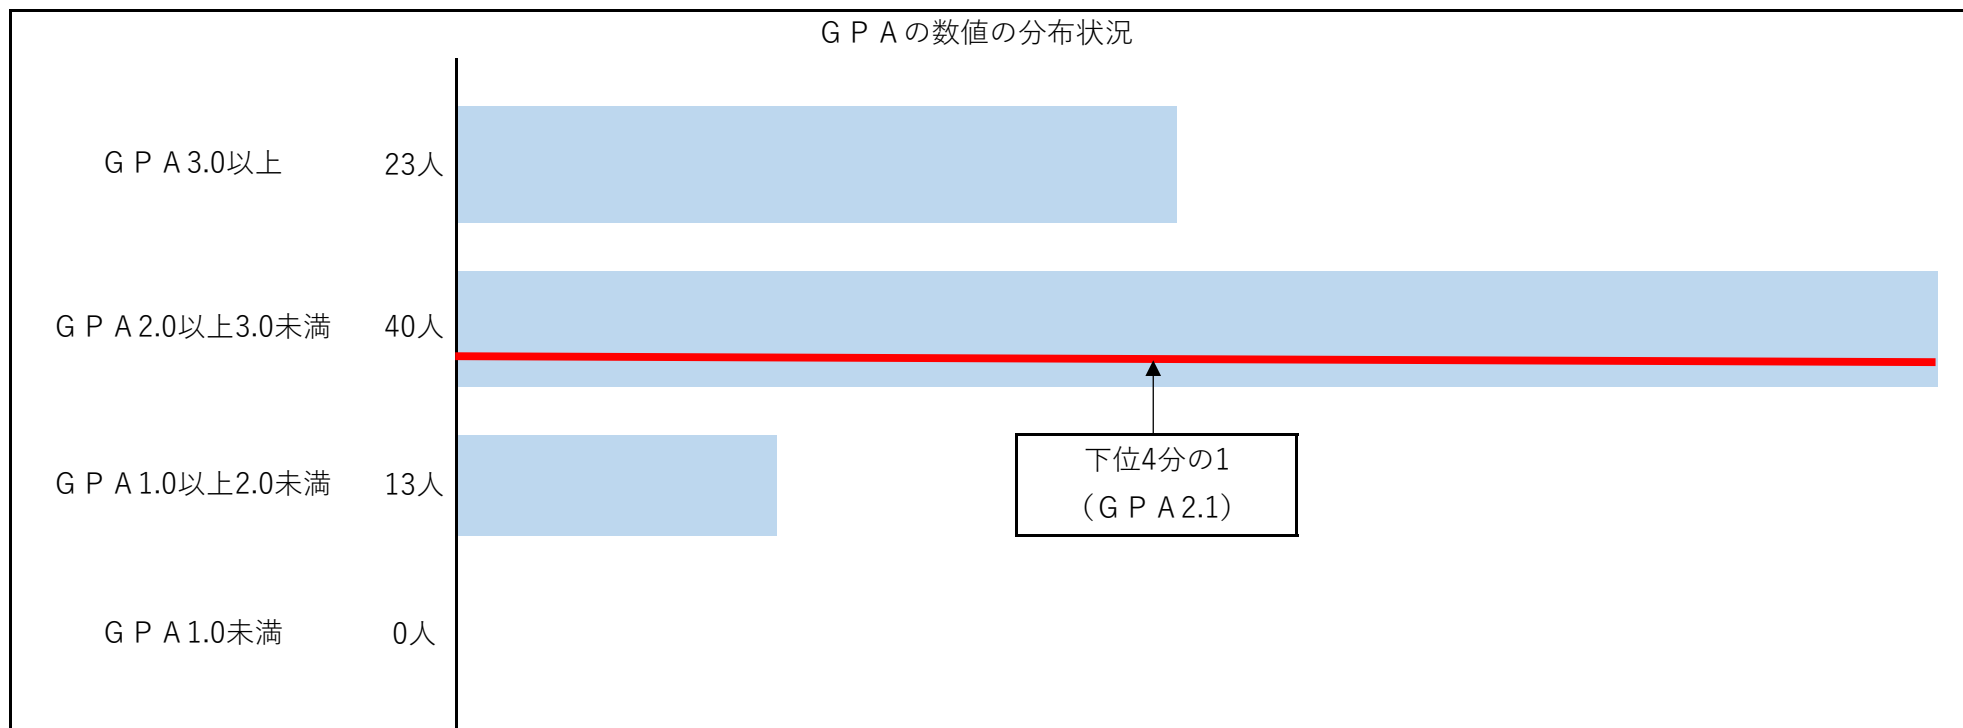 ＧＰＡの数値の分布状況
ＧＰＡ3.0以上 23人
ＧＰＡ2.0以上3.0未満 40人
ＧＰＡ1.0以上2.0未満 13人
下位4分の1
（ＧＰＡ2.1）
ＧＰＡ1.0未満 0人